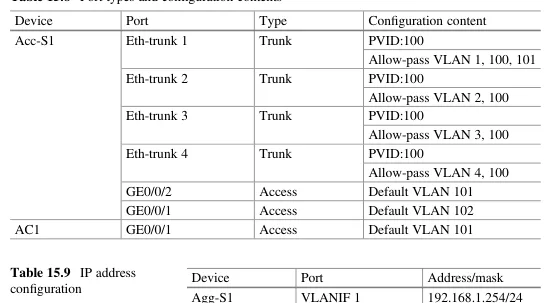 Table 15.8 Port types and configuration contents
Device Port Type Configuration content
Acc-S1 Eth-trunk 1 Trunk PVID:100
Allow-pass VLAN 1, 100, 101
Eth-trunk 2 Trunk PVID:100
Allow-pass VLAN 2, 100
Eth-trunk 3 Trunk PVID:100
Allow-pass VLAN 3, 100
Eth-trunk 4 Trunk PVID:100
Allow-pass VLAN 4, 100
GE0/0/2 Access Default VLAN 101
GE0/0/1 Access Default VLAN 102
AC1 GE0/0/1 Access Default VLAN 101
Table 15.9 IP address
configuration
Device Port Address/mask
Agg-S1 VLANIF 1 192.168.1.254/24